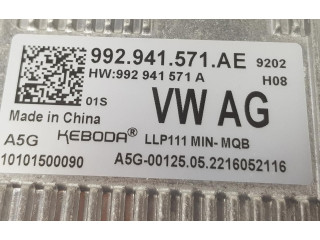 992.941.571.AE 9202
HW:992 941 571 A H08
01S
Made in China VW AG
A5G KEBODA® LLP111 MIN- MQB
10101500090 A5G-00125.05.2216052116